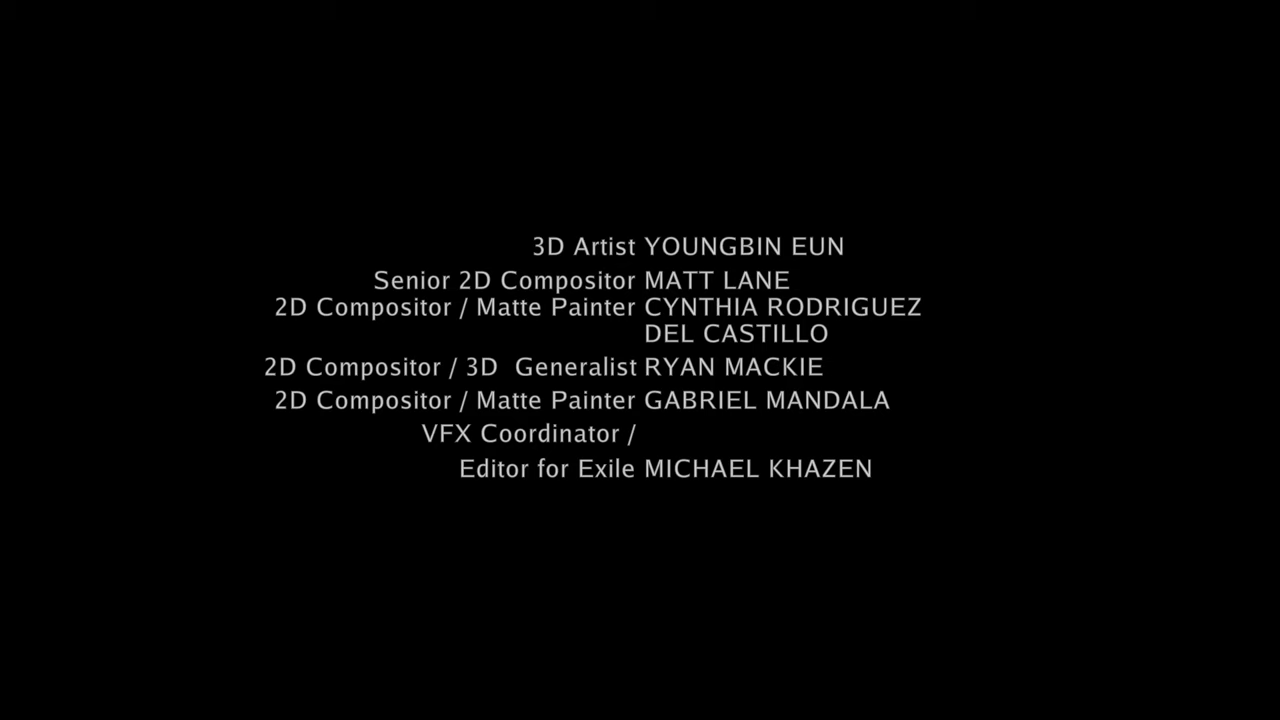 3D Artist YOUNGBIN EUN
Senior 2D Compositor MATT LANE
2D Compositor / Matte Painter CYNTHIA RODRIGUEZ
DEL CASTILLO
2D Compositor / 3D  Generalist RYAN MACKIE
2D Compositor / Matte Painter GABRIEL MANDALA
VFX Coordinator /
Editor for Exile MICHAEL KHAZEN